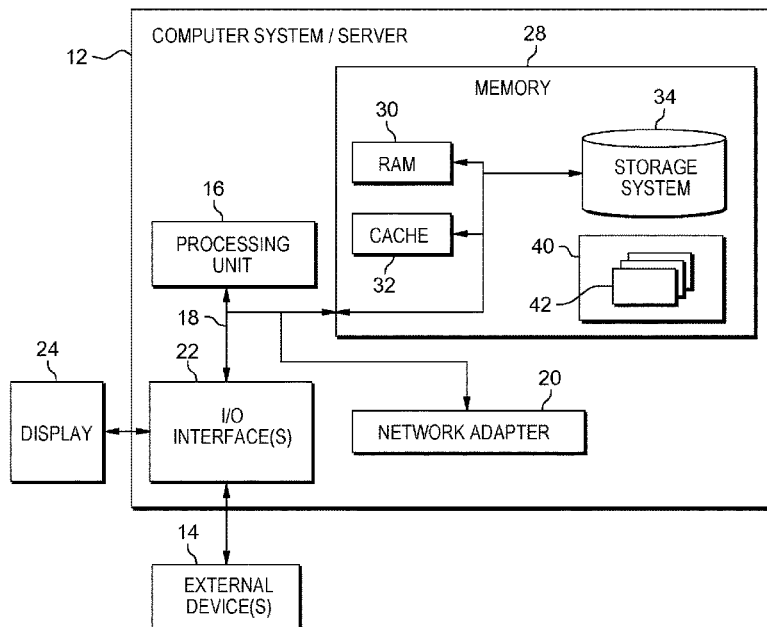 12
COMPUTER SYSTEM / SERVER
28
MEMORY
30
RAM
34
STORAGE
SYSTEM
16
PROCESSING
UNIT
CACHE
32
40
42
18
24
DISPLAY
22
I/O
INTERFACE(S)
20
NETWORK ADAPTER
14
EXTERNAL
DEVICE(S)